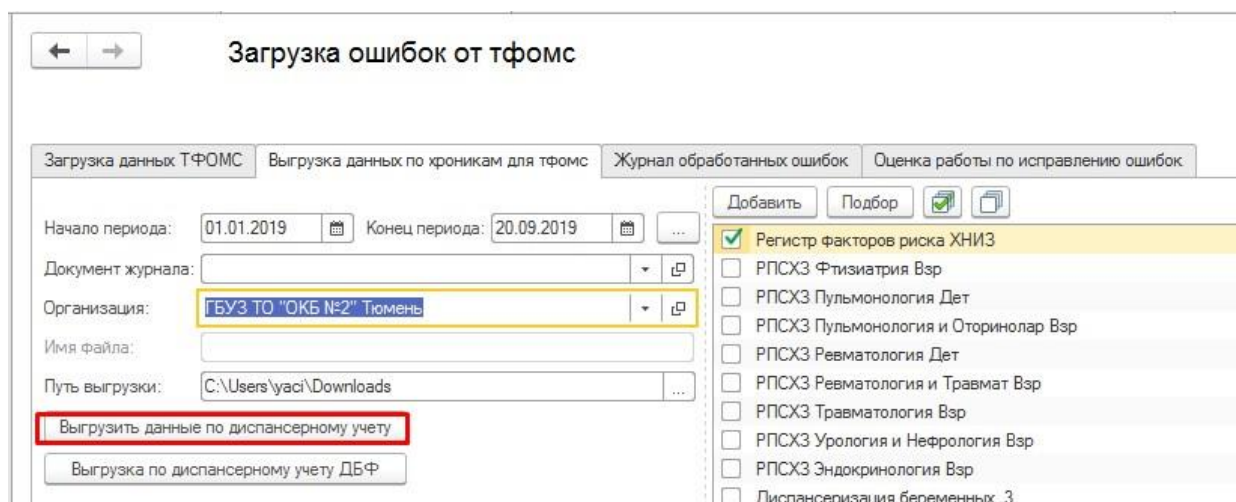 Загрузка ошибок от тфомс
Загрузка данных ТФОМС
Выгрузка данных по хроникам для тфомс
Журнал обработанных ошибок
Оценка работы по исправлению ошибок
Начало периода: 01.01.2019 Конец периода: 20.09.2019 ...
Документ журнала:
Организация: ГБУЗ ТО "ОКБ №2" Тюмень
Имя файла:
Путь выгрузки: C:\Users\yaci\Downloads ...
Выгрузить данные по диспансерному учету
Выгрузка по диспансерному учету ДБФ
Добавить Подбор
Регистр факторов риска ХНИЗ
РПСХЗ Фтизиатрия Взр
РПСХЗ Пульмонология Дет
РПСХЗ Пульмонология и Оторинолар Взр
РПСХЗ Ревматология Дет
РПСХЗ Ревматология и Травмат Взр
РПСХЗ Травматология Взр
РПСХЗ Урология и Нефрология Взр
РПСХЗ Эндокринология Взр
Диспансеризация беременных_3